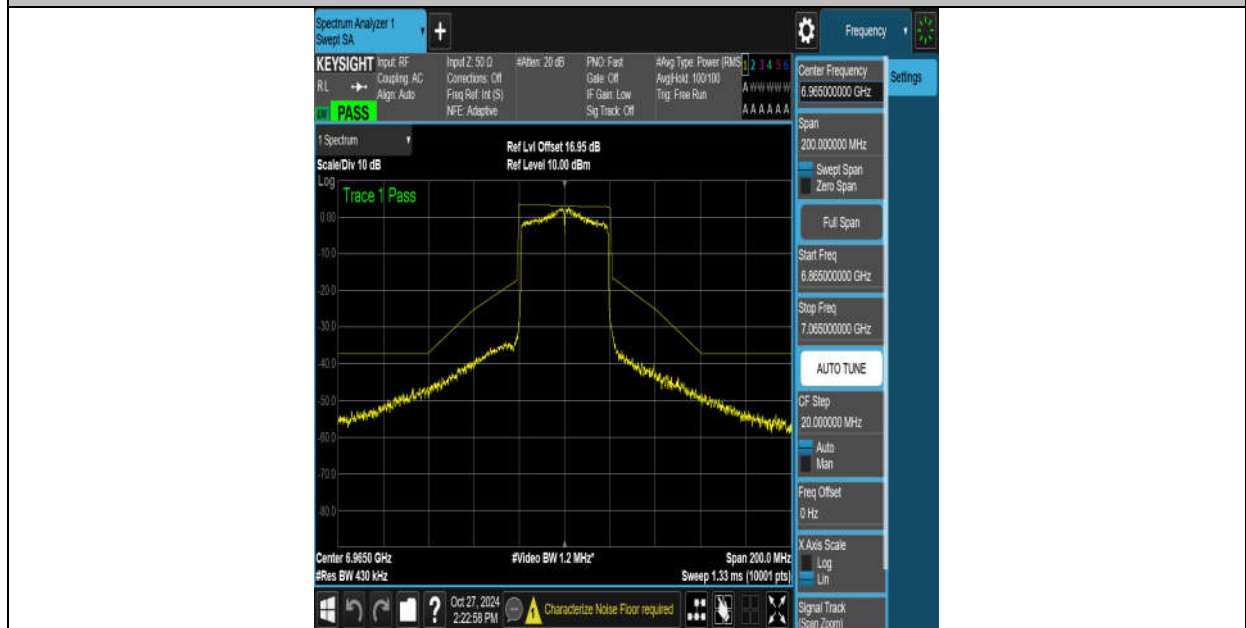 Spectrum Analyzer 1
Swept SA
Frequency
KEYSIGHT
RL
PASS
Input: RF
Coupling: AC
Align: Auto
Input Z: 50 Ω
Corrections: Off
Freq Ref: Int (S)
NFE: Adaptive
#Atten: 20 dB
PNO: Fast
Gate: Off
IF Gain: Low
Sig Track: Off
#Avg Type: Power (RMS
Avg|Hold: 100/100
Trig: Free Run
1 2 3 4 5 6
A W W W W W
A A A A A A
Center Frequency
6.965000000 GHz
Settings
Span
200.000000 MHz
Swept Span
Zero Span
Full Span
Start Freq
6.865000000 GHz
Stop Freq
7.065000000 GHz
AUTO TUNE
CF Step
20.000000 MHz
Auto
Man
Freq Offset
0 Hz
X Axis Scale
Log
Lin
Signal Track
(Span Zoom)
1 Spectrum
Scale/Div 10 dB
Ref Lvl Offset 16.95 dB
Ref Level 10.00 dBm
Log
Trace 1 Pass
0.00
-10.0
-20.0
-30.0
-40.0
-50.0
-60.0
-70.0
-80.0
Center 6.9650 GHz
#Res BW 430 kHz
#Video BW 1.2 MHz*
Span 200.0 MHz
Sweep 1.33 ms (10001 pts)
?
Oct 27, 2024
2:22:58 PM
Characterize Noise Floor required